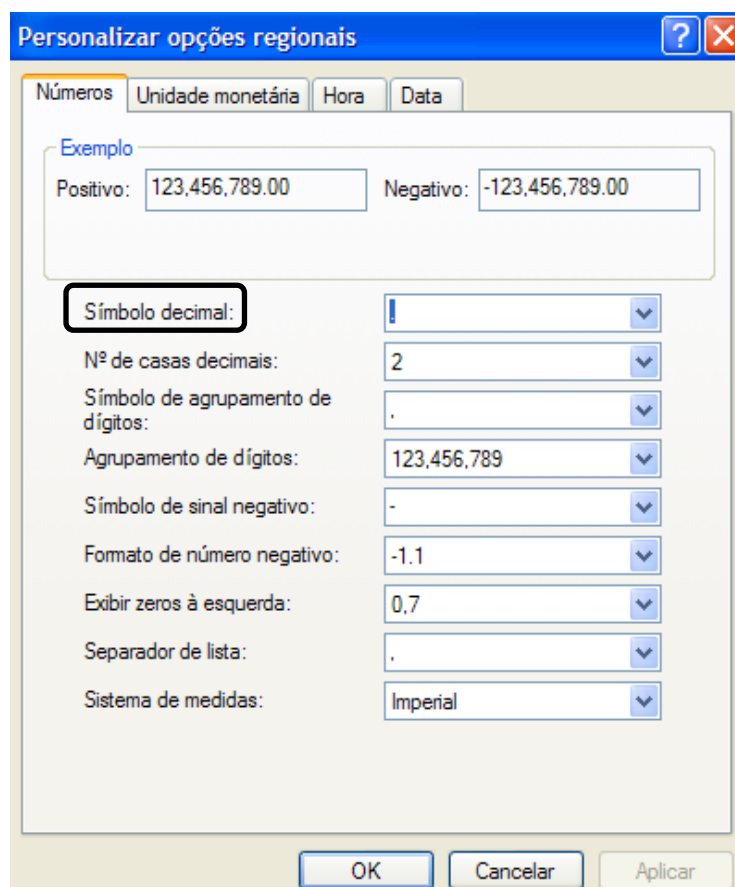 Personalizar opções regionais
Números Unidade monetária Hora Data
Exemplo
Positivo: 123,456,789.00 Negativo: -123,456,789.00
Símbolo decimal: .
Nº de casas decimais: 2
Símbolo de agrupamento de
dígitos: ,
Agrupamento de dígitos: 123,456,789
Símbolo de sinal negativo: -
Formato de número negativo: -1.1
Exibir zeros à esquerda: 0,7
Separador de lista: ,
Sistema de medidas: Imperial
OK Cancelar Aplicar